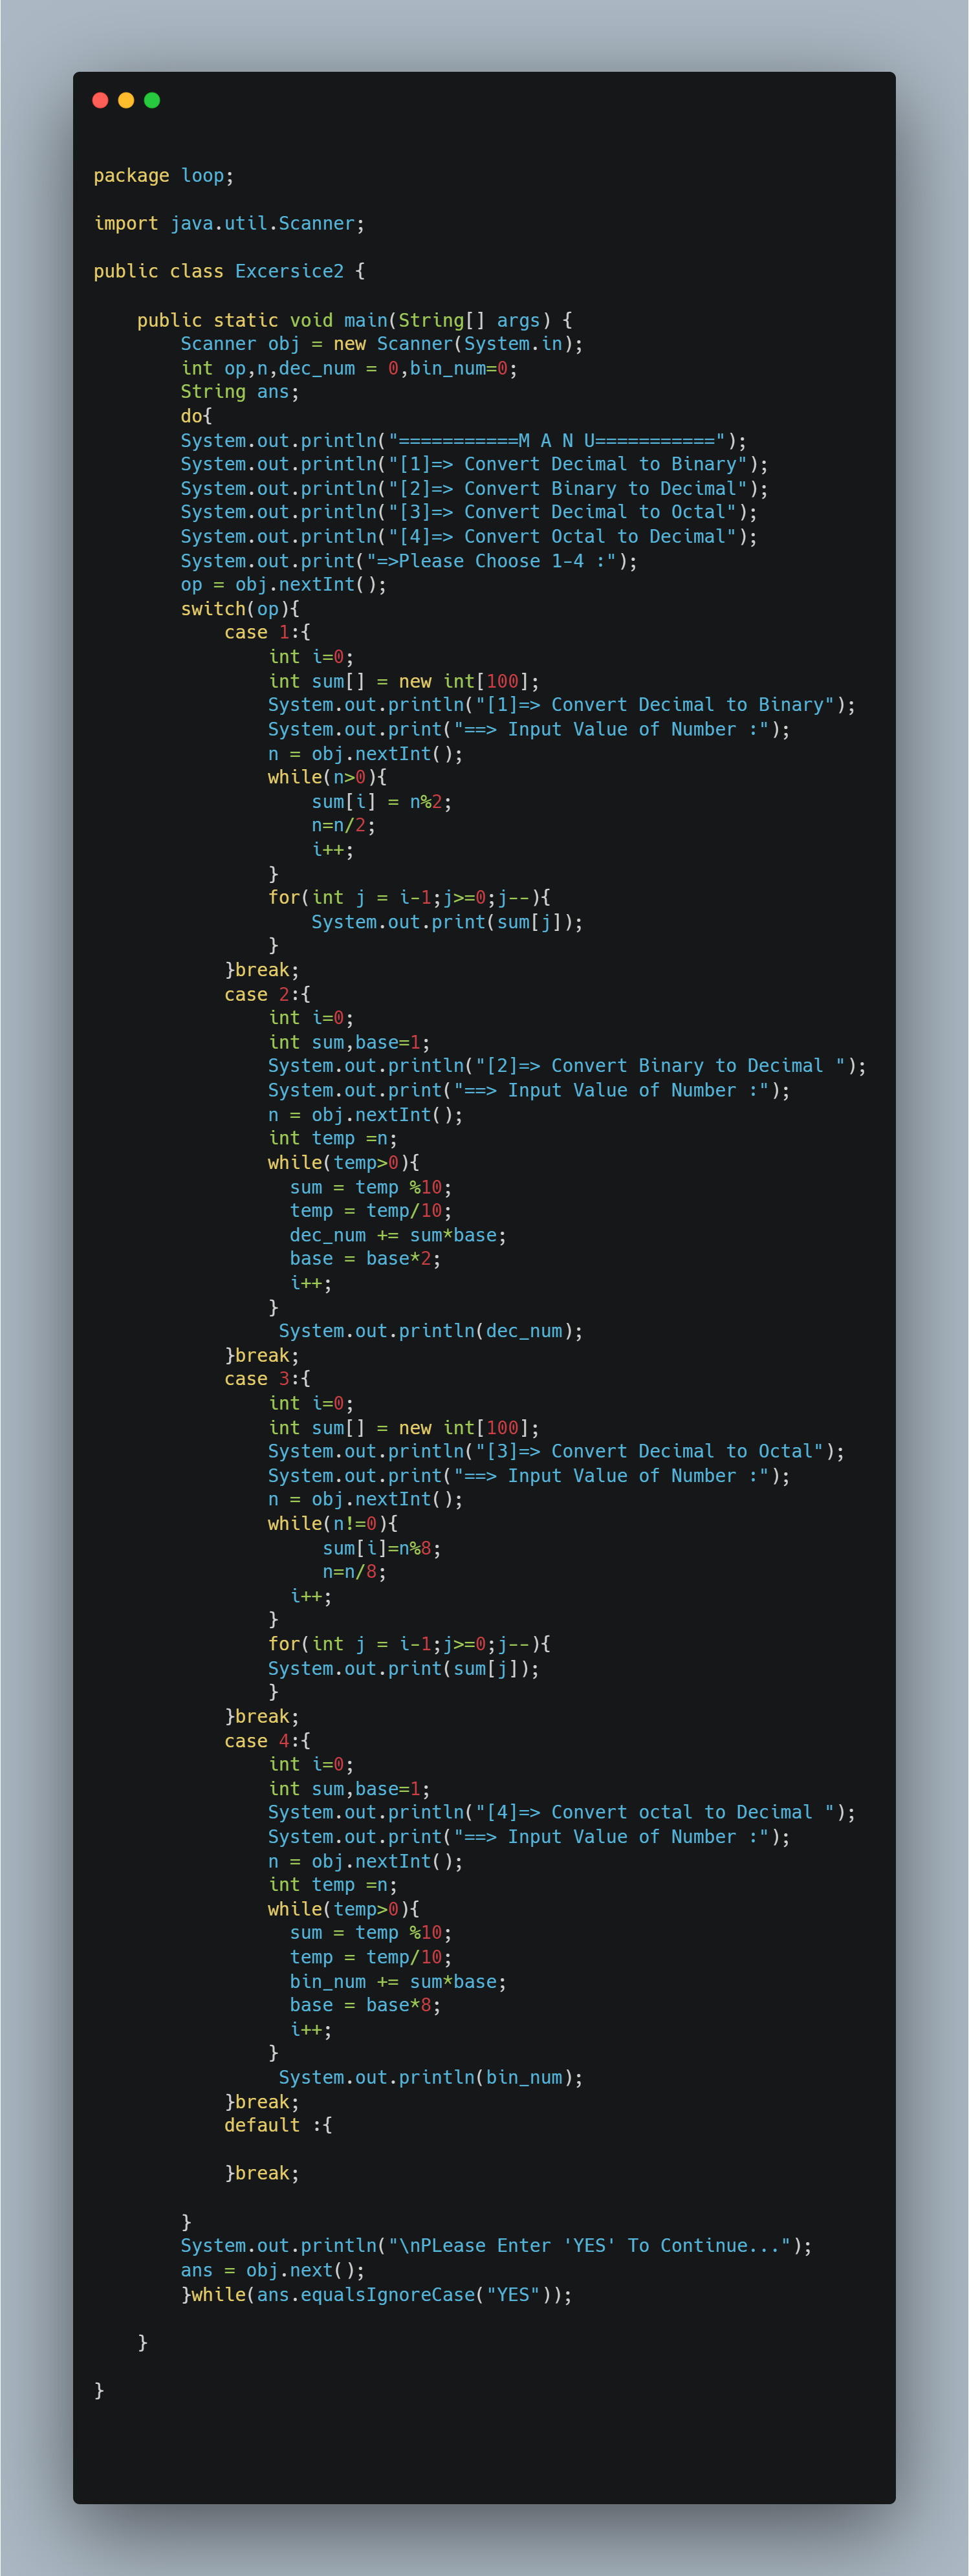 package loop;
import java.util.Scanner;
public class Excersice2 {
    public static void main(String[] args) {
        Scanner obj = new Scanner(System.in);
        int op,n,dec_num = 0,bin_num=0;
        String ans;
        do{
        System.out.println("===========M A N U===========");
        System.out.println("[1]=> Convert Decimal to Binary");
        System.out.println("[2]=> Convert Binary to Decimal");
        System.out.println("[3]=> Convert Decimal to Octal");
        System.out.println("[4]=> Convert Octal to Decimal");
        System.out.print("=>Please Choose 1-4 :");
        op = obj.nextInt();
        switch(op){
            case 1:{
                int i=0;
                int sum[] = new int[100];
                System.out.println("[1]=> Convert Decimal to Binary");
                System.out.print("==> Input Value of Number :");
                n = obj.nextInt();
                while(n>0){
                    sum[i] = n%2;
                    n=n/2;
                    i++;
                }
                for(int j = i-1;j>=0;j--){
                    System.out.print(sum[j]);
                }
            }break;
            case 2:{
                int i=0;
                int sum,base=1;
                System.out.println("[2]=> Convert Binary to Decimal ");
                System.out.print("==> Input Value of Number :");
                n = obj.nextInt();
                int temp =n;
                while(temp>0){
                  sum = temp %10;
                  temp = temp/10;
                  dec_num += sum*base;
                  base = base*2;
                  i++;
                }
                 System.out.println(dec_num);
            }break;
            case 3:{
                int i=0;
                int sum[] = new int[100];
                System.out.println("[3]=> Convert Decimal to Octal");
                System.out.print("==> Input Value of Number :");
                n = obj.nextInt();
                while(n!=0){
                     sum[i]=n%8;
                     n=n/8;
                  i++;
                }
                for(int j = i-1;j>=0;j--){
                System.out.print(sum[j]);
                }
            }break;
            case 4:{
                int i=0;
                int sum,base=1;
                System.out.println("[4]=> Convert octal to Decimal ");
                System.out.print("==> Input Value of Number :");
                n = obj.nextInt();
                int temp =n;
                while(temp>0){
                  sum = temp %10;
                  temp = temp/10;
                  bin_num += sum*base;
                  base = base*8;
                  i++;
                }
                 System.out.println(bin_num);
            }break;
            default :{
            }break;
        }
        System.out.println("\nPLease Enter 'YES' To Continue...");
        ans = obj.next();
        }while(ans.equalsIgnoreCase("YES"));
    }
}